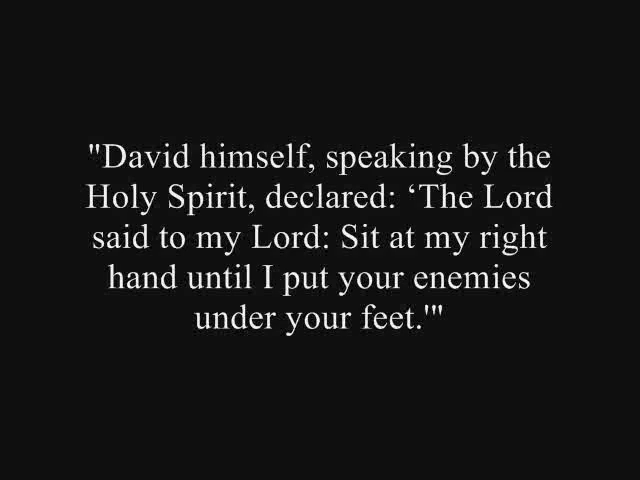 "David himself, speaking by the
Holy Spirit, declared: ‘The Lord
said to my Lord: Sit at my right
hand until I put your enemies
under your feet.'"